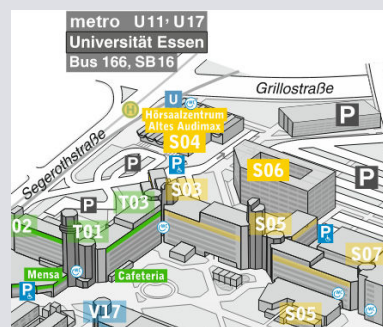 metro U11, U17
Universität Essen
Bus 166, SB16
Grillostraße
Segerothstraße
H
U
WC
Hörsaalzentrum
Altes Audimax
S04
P
P
S06
P
P
T03
S03
02
T01
S05
P
S07
Mensa
Cafeteria
P
V17
S05